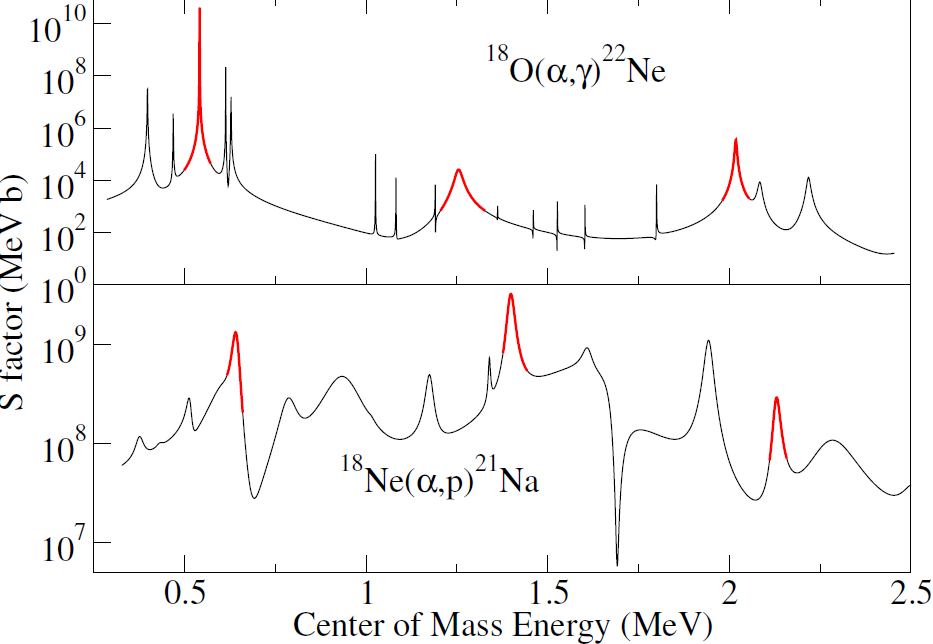 10^10
10^8
10^6
10^4
10^2
10^0
¹⁸O(α,γ)²²Ne
S factor (MeV b)
10^9
10^8
10^7
¹⁸Ne(α,p)²¹Na
0.5 1 1.5 2 2.5
Center of Mass Energy (MeV)